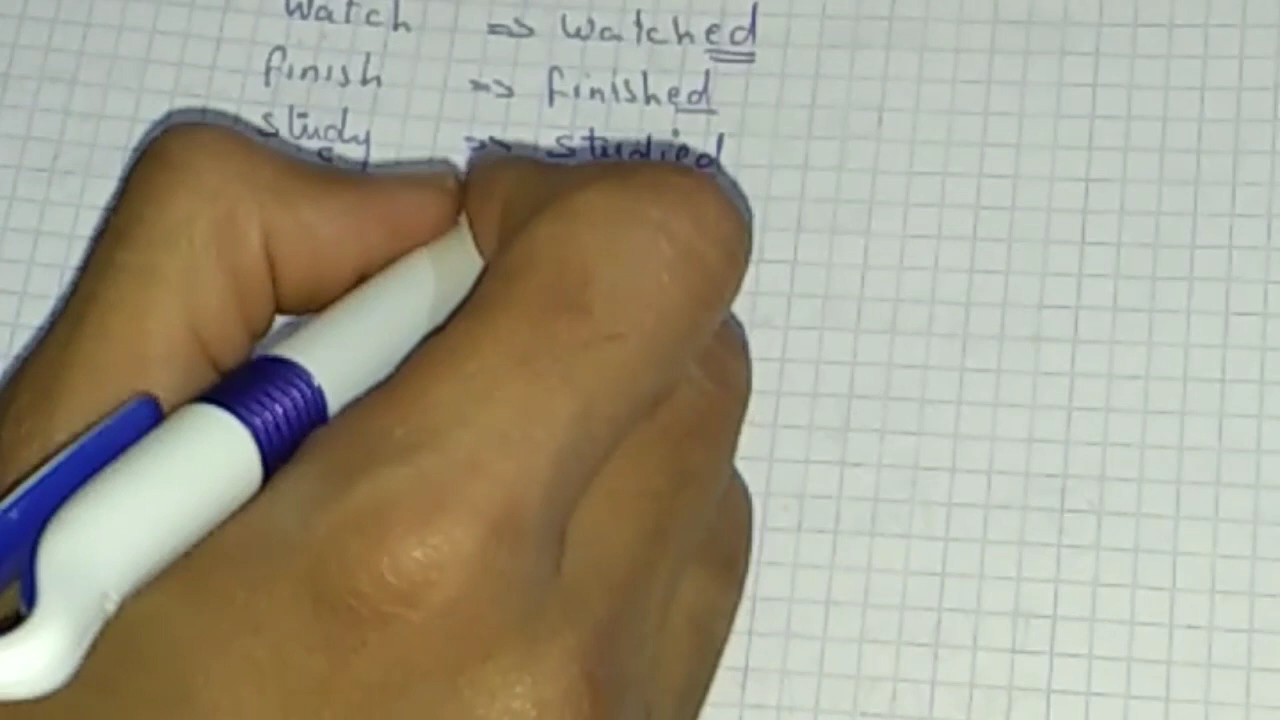 watch => watched
finish => finished
study => studied